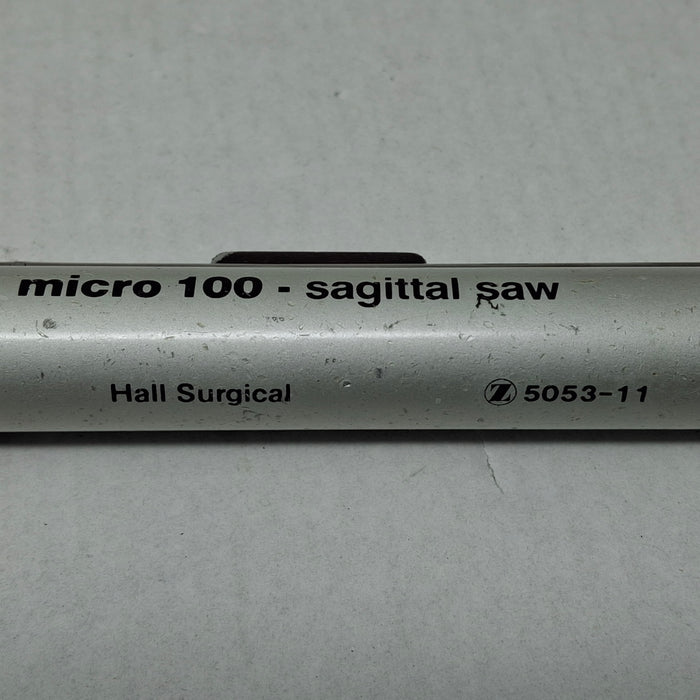 micro 100 - sagittal saw
Hall Surgical
Z 5053-11